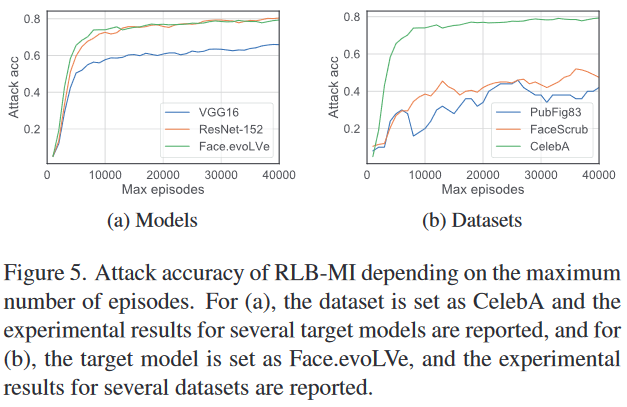 0.8
0.6
0.4
0.2
Attack acc
VGG16
ResNet-152
Face.evoLVe
0 10000 20000 30000 40000
Max episodes
(a) Models
0.8
0.6
0.4
0.2
Attack acc
PubFig83
FaceScrub
CelebA
0 10000 20000 30000 40000
Max episodes
(b) Datasets
Figure 5. Attack accuracy of RLB-MI depending on the maximum
number of episodes. For (a), the dataset is set as CelebA and the
experimental results for several target models are reported, and for
(b), the target model is set as Face.evoLVe, and the experimental
results for several datasets are reported.